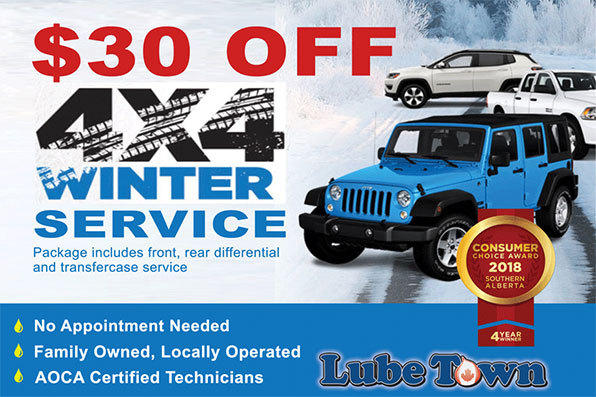 $30 OFF
4X4
WINTER
SERVICE
Package includes front, rear differential
and transfercase service
CONSUMER
CHOICE AWARD
2018
SOUTHERN
ALBERTA
4 YEAR
WINNER
No Appointment Needed
Family Owned, Locally Operated
AOCA Certified Technicians
Lube Town